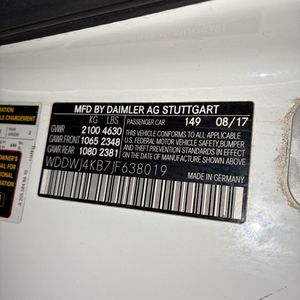 MFD BY DAIMLER AG STUTTGART
KG LBS PASSENGER CAR 149 08/17
GVWR 2100 4630 THIS VEHICLE CONFORMS TO ALL APPLICABLE
GAWR FRONT 1065 2348 U.S. FEDERAL MOTOR VEHICLE SAFETY, BUMPER
GAWR REAR 1080 2381 AND THEFT PREVENTION STANDARDS IN EFFECT
ON THE DATE OF MANUFACTURE SHOWN ABOVE.
WDDWJ4KB7JF638019
MADE IN GERMANY